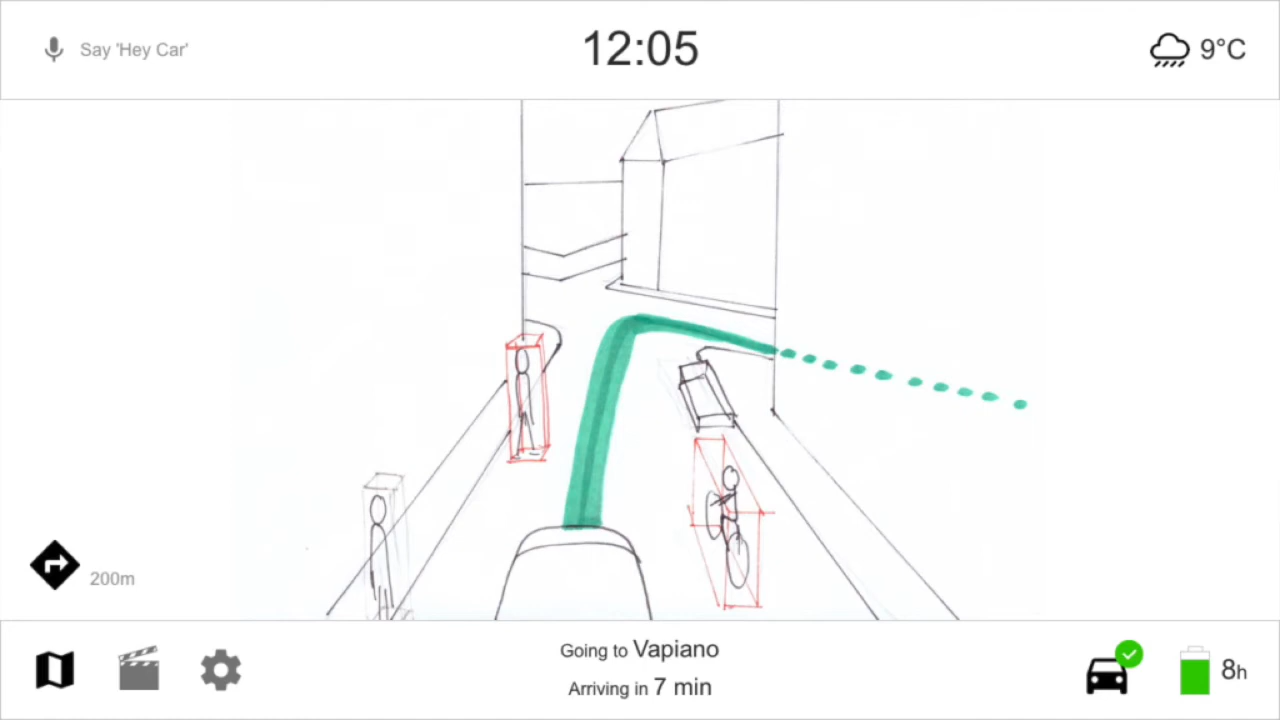 Say 'Hey Car'
12:05
9°C
200m
Going to Vapiano
Arriving in 7 min
8h